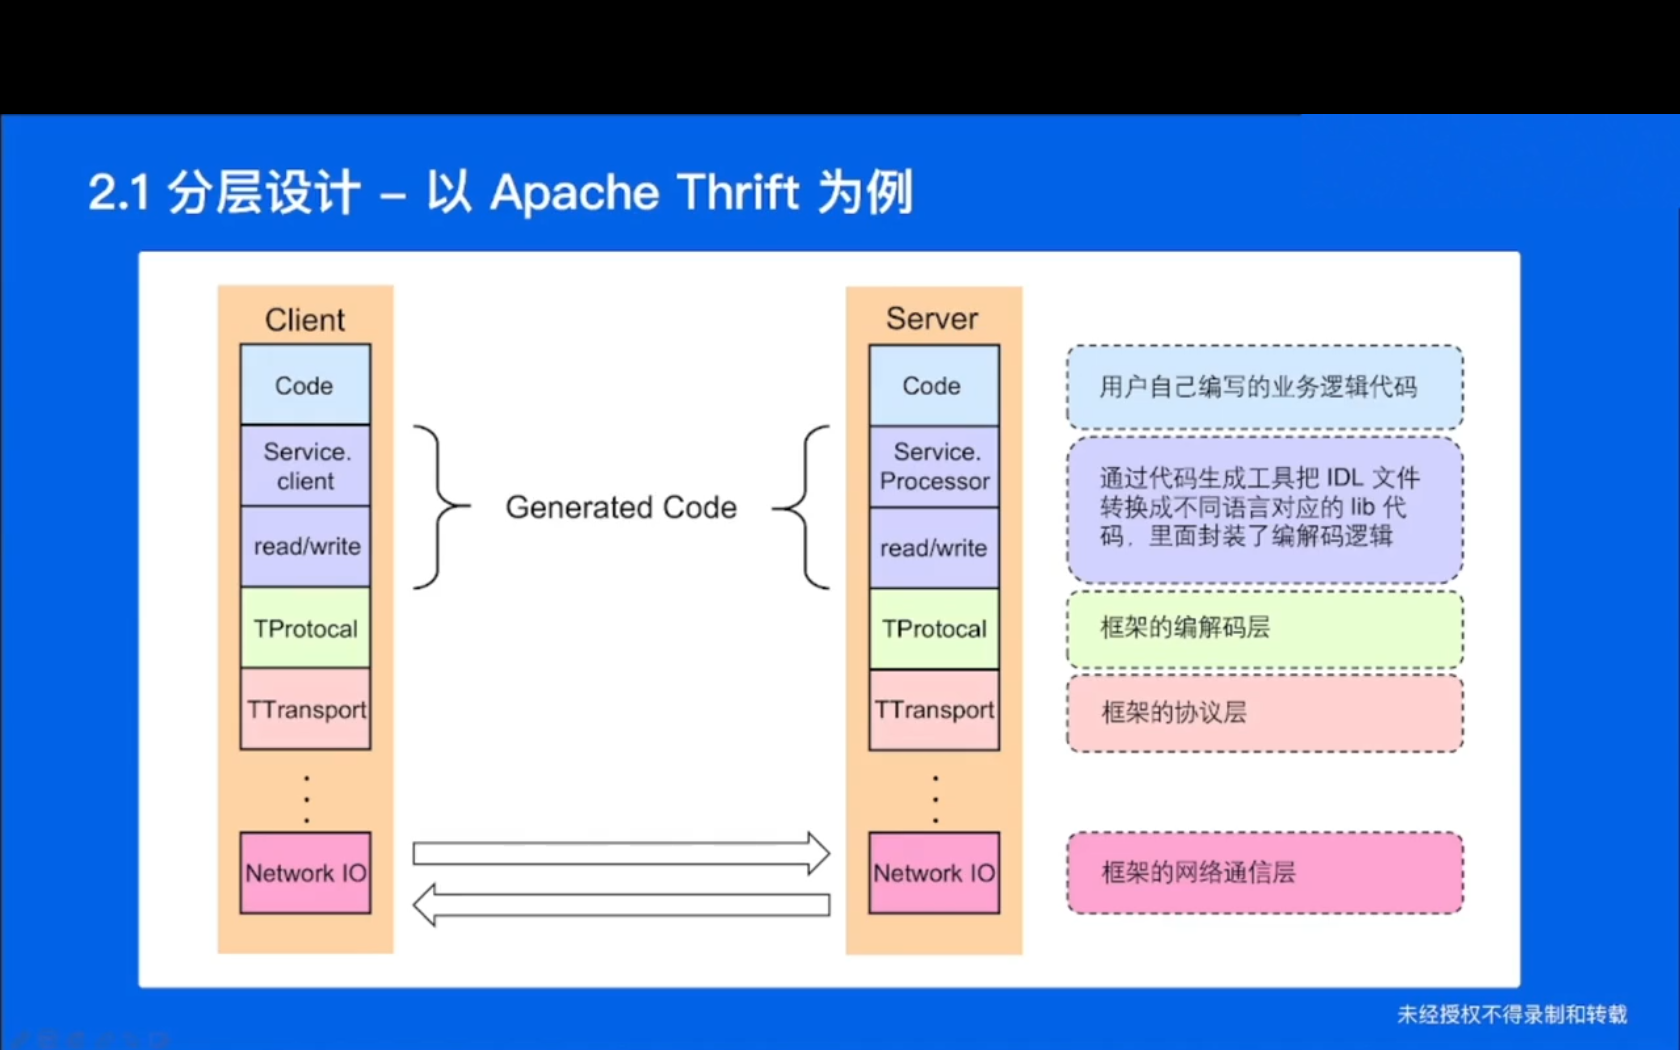 2.1 分层设计 – 以 Apache Thrift 为例
Client
Code
Service.
client
read/write
TProtocal
TTransport
Network IO
Generated Code
Server
Code
Service.
Processor
read/write
TProtocal
TTransport
Network IO
用户自己编写的业务逻辑代码
通过代码生成工具把 IDL 文件
转换成不同语言对应的 lib 代
码，里面封装了编解码逻辑
框架的编解码层
框架的协议层
框架的网络通信层
未经授权不得录制和转载